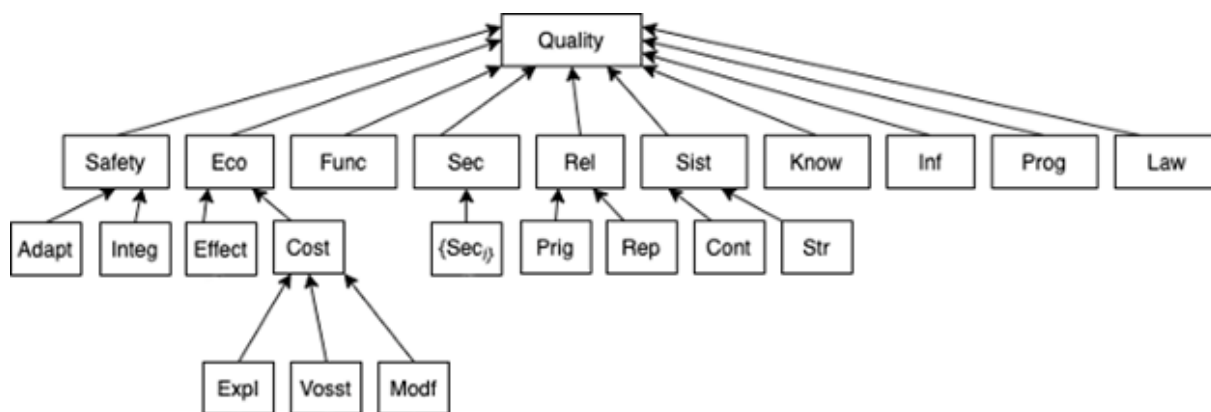 Quality
Safety
Eco
Func
Sec
Rel
Sist
Know
Inf
Prog
Law
Adapt
Integ
Effect
Cost
{Sec_i}
Prig
Rep
Cont
Str
Expl
Vosst
Modf